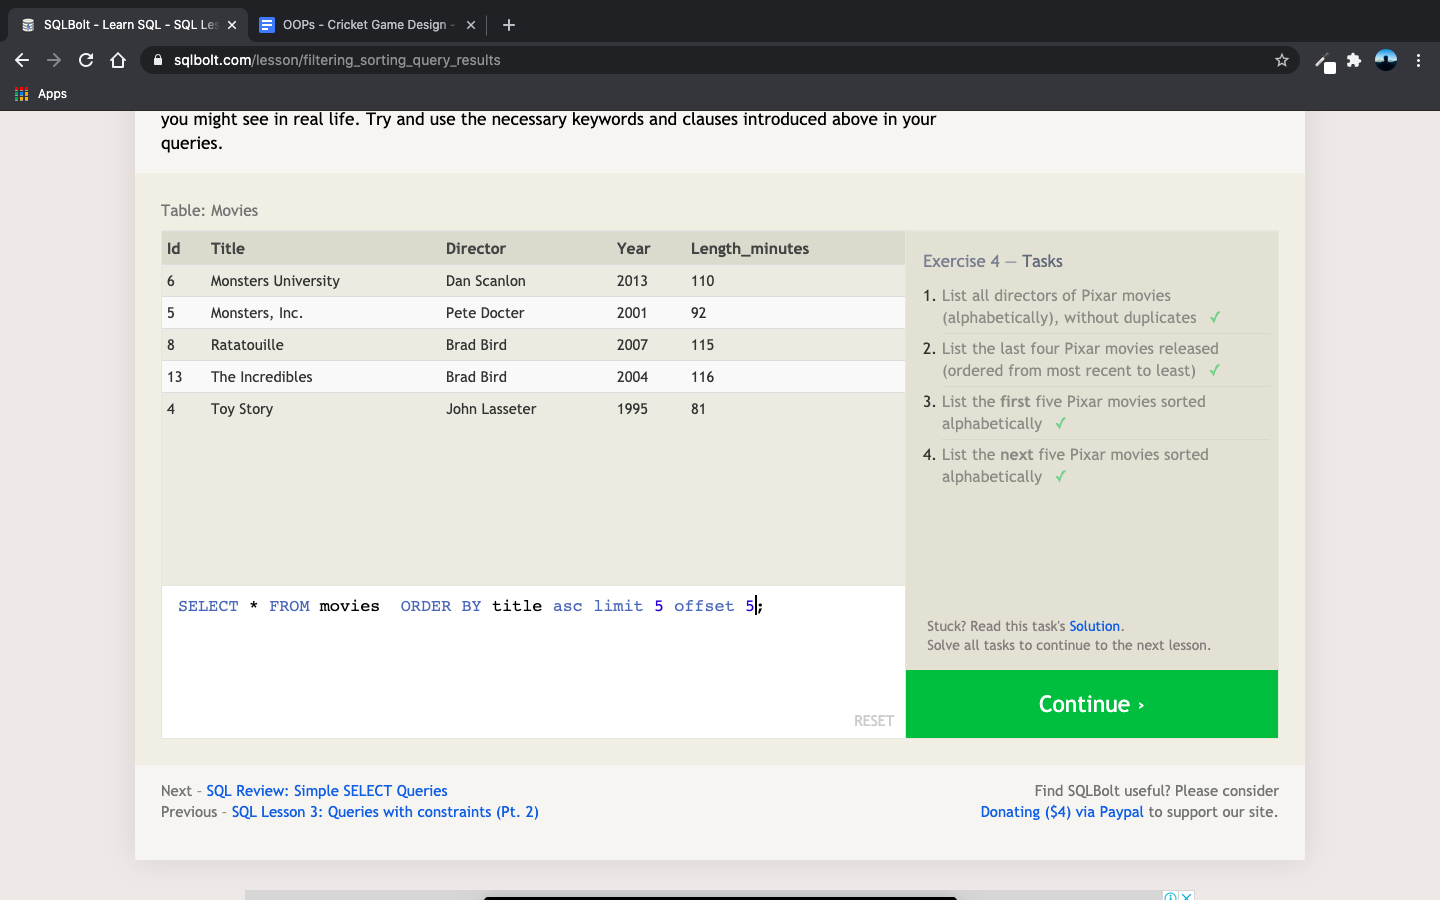 SQLBolt - Learn SQL - SQL Les
OOPs - Cricket Game Design -
sqlbolt.com/lesson/filtering_sorting_query_results
Apps
you might see in real life. Try and use the necessary keywords and clauses introduced above in your
queries.
Table: Movies
Id Title Director Year Length_minutes
6 Monsters University Dan Scanlon 2013 110
5 Monsters, Inc. Pete Docter 2001 92
8 Ratatouille Brad Bird 2007 115
13 The Incredibles Brad Bird 2004 116
4 Toy Story John Lasseter 1995 81
SELECT * FROM movies  ORDER BY title asc limit 5 offset 5;
RESET
Exercise 4 — Tasks
1. List all directors of Pixar movies
(alphabetically), without duplicates ✓
2. List the last four Pixar movies released
(ordered from most recent to least) ✓
3. List the first five Pixar movies sorted
alphabetically ✓
4. List the next five Pixar movies sorted
alphabetically ✓
Stuck? Read this task's Solution.
Solve all tasks to continue to the next lesson.
Continue ›
Next – SQL Review: Simple SELECT Queries
Previous – SQL Lesson 3: Queries with constraints (Pt. 2)
Find SQLBolt useful? Please consider
Donating ($4) via Paypal to support our site.